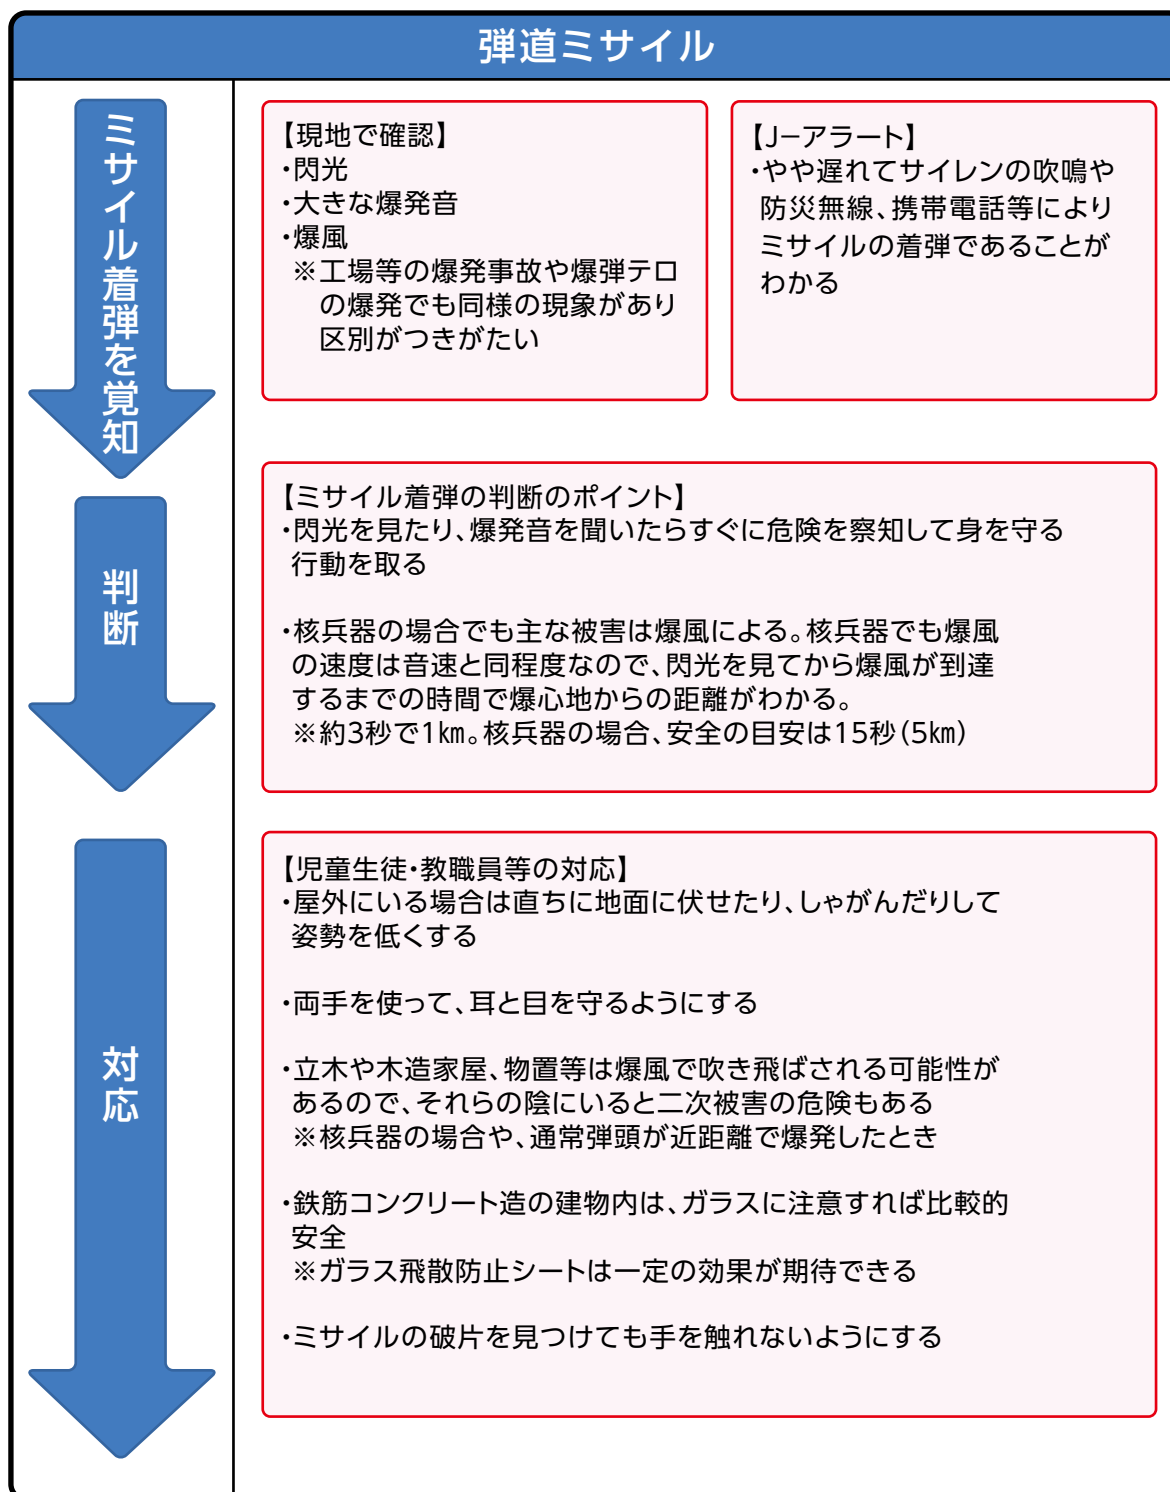 弾道ミサイル
ミサイル着弾を覚知
【現地で確認】
・閃光
・大きな爆発音
・爆風
※工場等の爆発事故や爆弾テロ
の爆発でも同様の現象があり
区別がつきがたい
【J−アラート】
・やや遅れてサイレンの吹鳴や
防災無線、携帯電話等により
ミサイルの着弾であることが
わかる
判断
【ミサイル着弾の判断のポイント】
・閃光を見たり、爆発音を聞いたらすぐに危険を察知して身を守る
行動を取る
・核兵器の場合でも主な被害は爆風による。核兵器でも爆風
の速度は音速と同程度なので、閃光を見てから爆風が到達
するまでの時間で爆心地からの距離がわかる。
※約3秒で1㎞。核兵器の場合、安全の目安は15秒(5㎞)
対応
【児童生徒・教職員等の対応】
・屋外にいる場合は直ちに地面に伏せたり、しゃがんだりして
姿勢を低くする
・両手を使って、耳と目を守るようにする
・立木や木造家屋、物置等は爆風で吹き飛ばされる可能性が
あるので、それらの陰にいると二次被害の危険もある
※核兵器の場合や、通常弾頭が近距離で爆発したとき
・鉄筋コンクリート造の建物内は、ガラスに注意すれば比較的
安全
※ガラス飛散防止シートは一定の効果が期待できる
・ミサイルの破片を見つけても手を触れないようにする